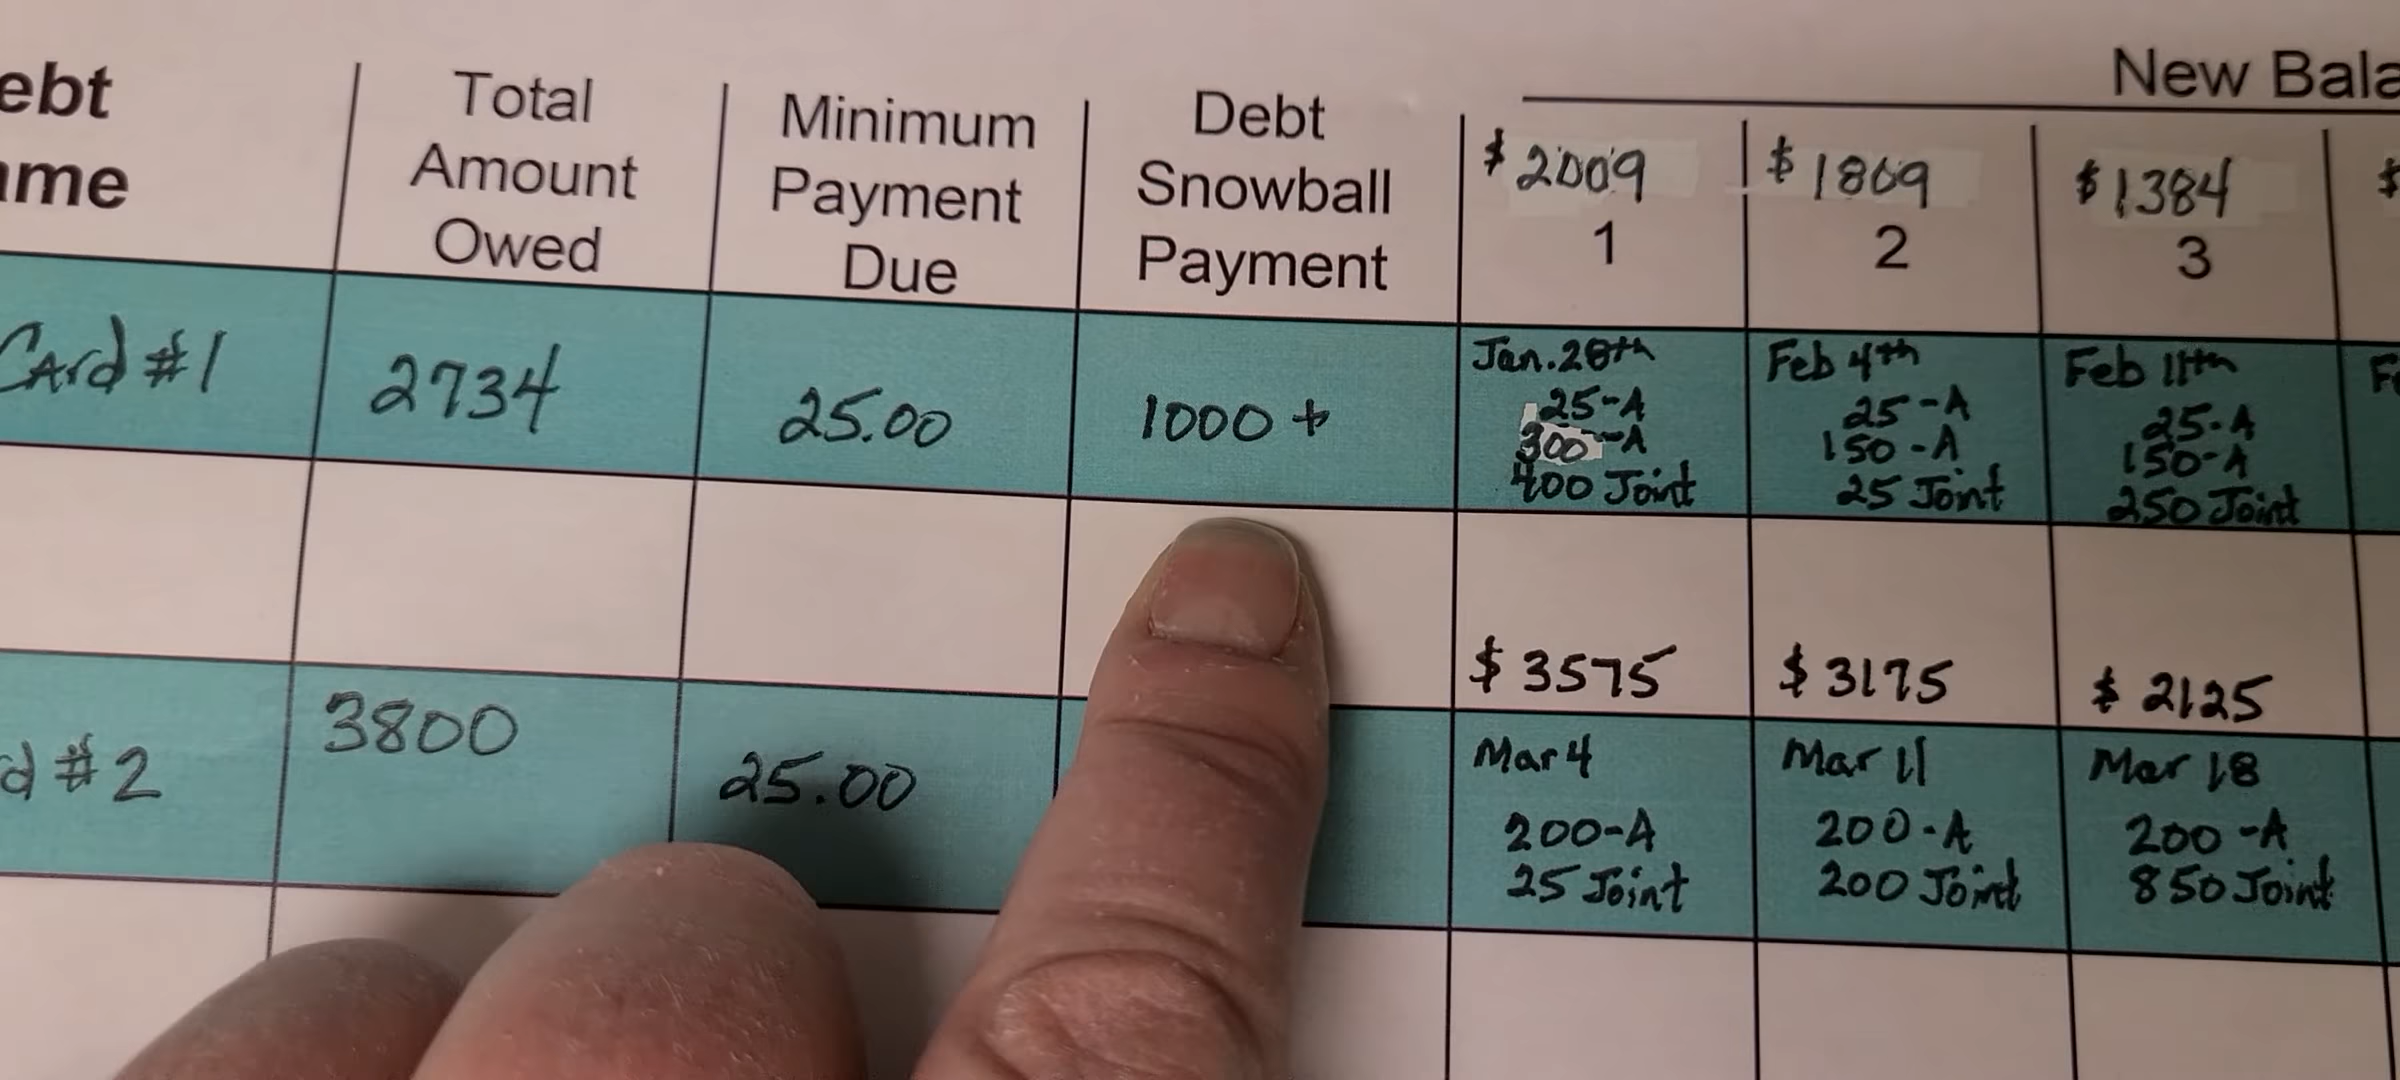 ebt
ame
Total
Amount
Owed
Minimum
Payment
Due
Debt
Snowball
Payment
New Bala
$2009
1
$1809
2
$1384
3
$
Card #1
2734
25.00
1000 +
Jan. 28th
25-A
300-A
400 Joint
Feb 4th
25-A
150-A
25 Joint
Feb 11th
25-A
150-A
250 Joint
Fe
$3575
$3175
$2125
d #2
3800
25.00
Mar 4
200-A
25 Joint
Mar 11
200-A
200 Joint
Mar 18
200-A
850 Joint